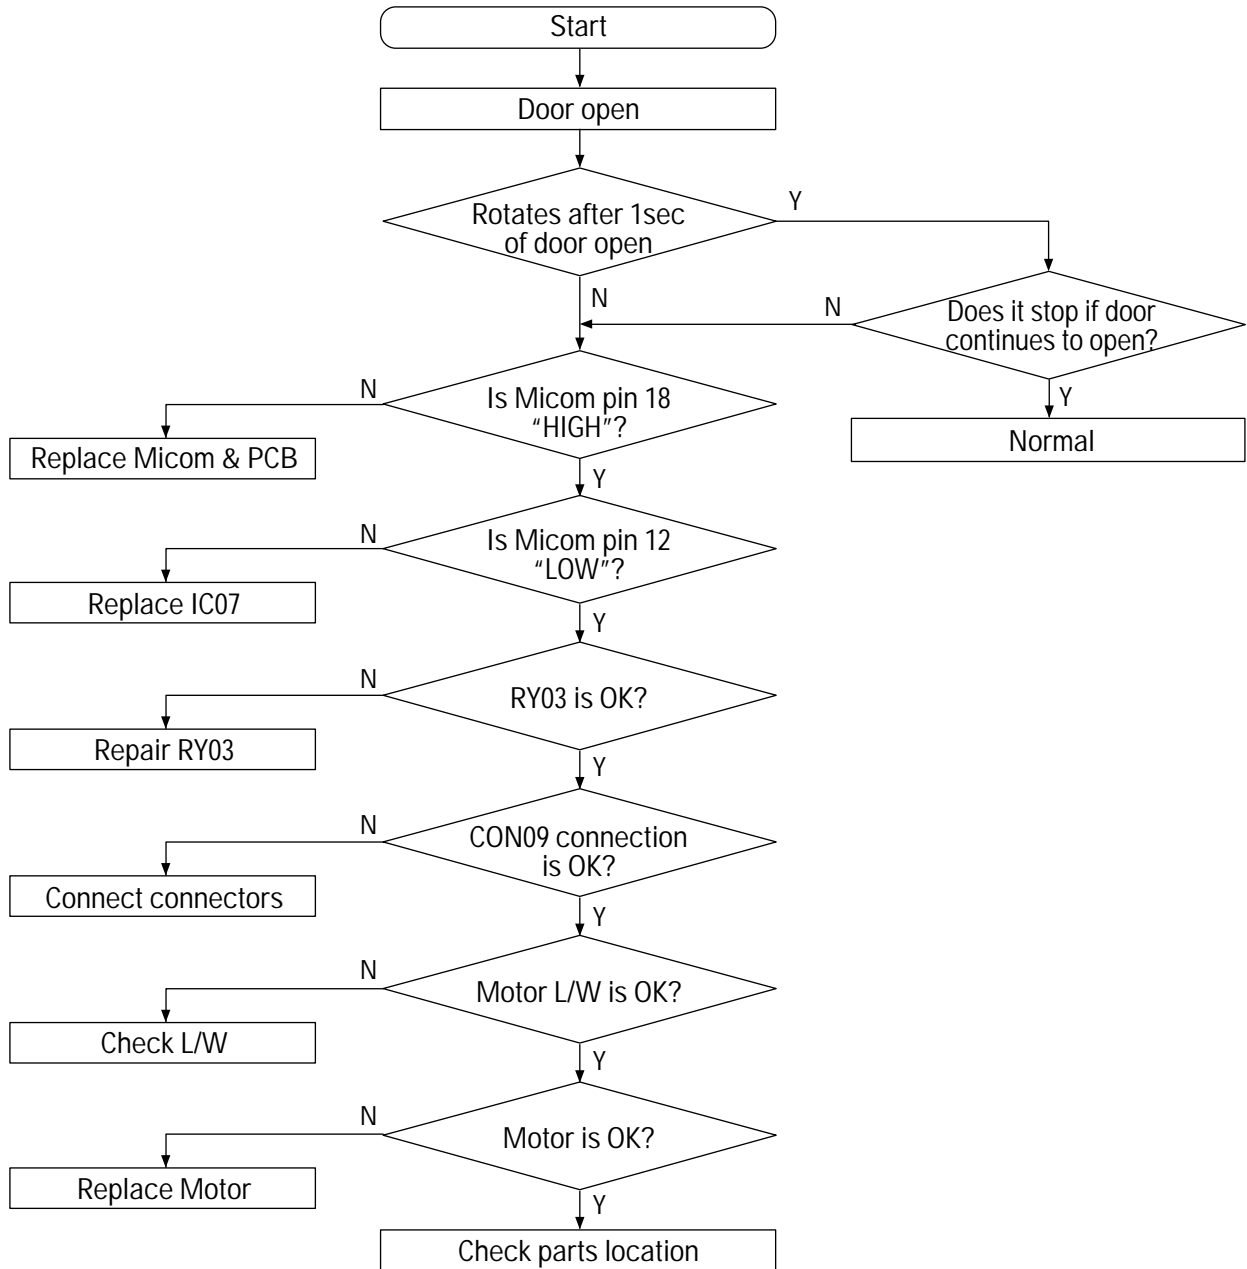 Start
Door open
Rotates after 1sec
of door open
Y
N
Does it stop if door
continues to open?
N
Y
Normal
Is Micom pin 18
“HIGH”?
N
Replace Micom & PCB
Y
Is Micom pin 12
“LOW”?
N
Replace IC07
Y
RY03 is OK?
N
Repair RY03
Y
CON09 connection
is OK?
N
Connect connectors
Y
Motor L/W is OK?
N
Check L/W
Y
Motor is OK?
N
Replace Motor
Y
Check parts location